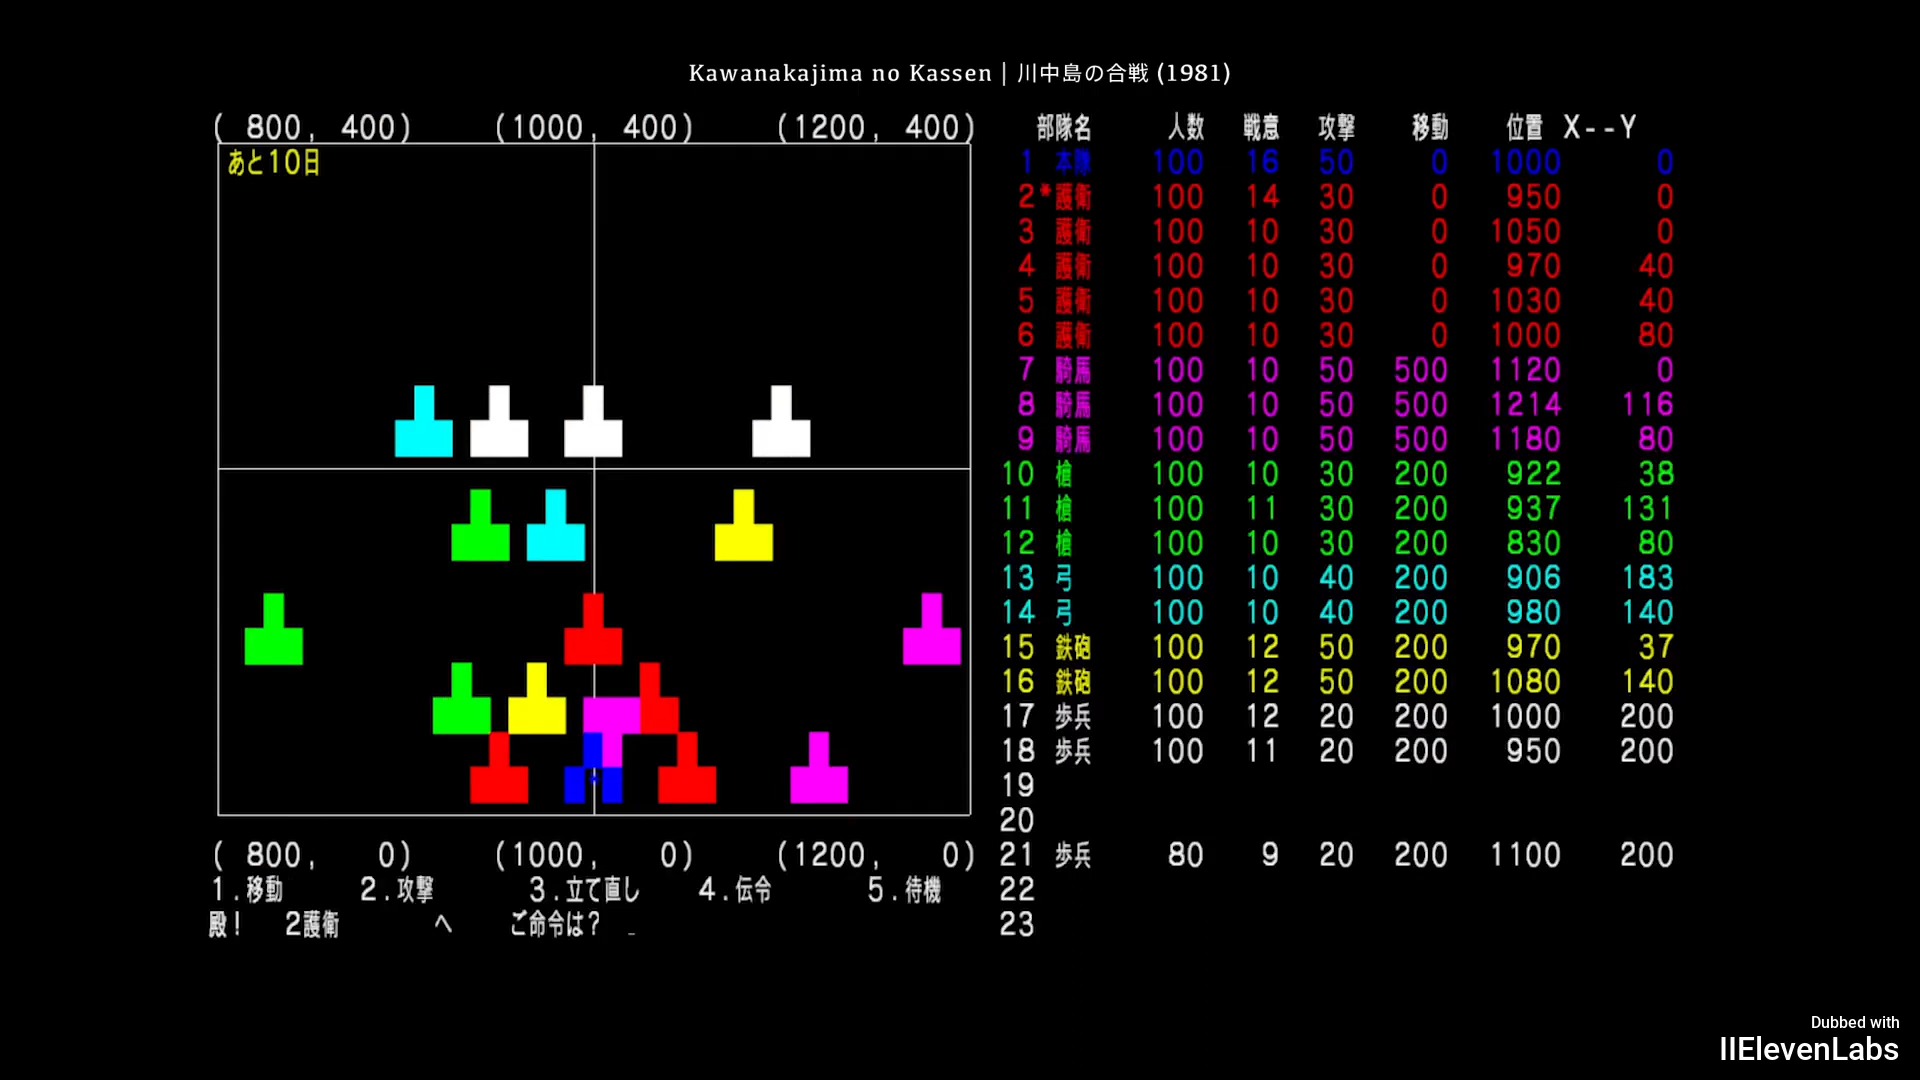 Kawanakajima no Kassen | 川中島の合戦 (1981)
( 800, 400) (1000, 400) (1200, 400)
あと10日
部隊名 人数 戦意 攻撃 移動 位置 X--Y
1 本隊 100 16 50 0 1000 0
2*護衛 100 14 30 0 950 0
3 護衛 100 10 30 0 1050 0
4 護衛 100 10 30 0 970 40
5 護衛 100 10 30 0 1030 40
6 護衛 100 10 30 0 1000 80
7 騎馬 100 10 50 500 1120 0
8 騎馬 100 10 50 500 1214 116
9 騎馬 100 10 50 500 1180 80
10 槍 100 10 30 200 922 38
11 槍 100 11 30 200 937 131
12 槍 100 10 30 200 830 80
13 弓 100 10 40 200 906 183
14 弓 100 10 40 200 980 140
15 鉄砲 100 12 50 200 970 37
16 鉄砲 100 12 50 200 1080 140
17 歩兵 100 12 20 200 1000 200
18 歩兵 100 11 20 200 950 200
19
20
21 歩兵 80 9 20 200 1100 200
22
23
( 800, 0) (1000, 0) (1200, 0)
1.移動 2.攻撃 3.立て直し 4.伝令 5.待機
殿! 2護衛 へ ご命令は? _
Dubbed with
IIElevenLabs